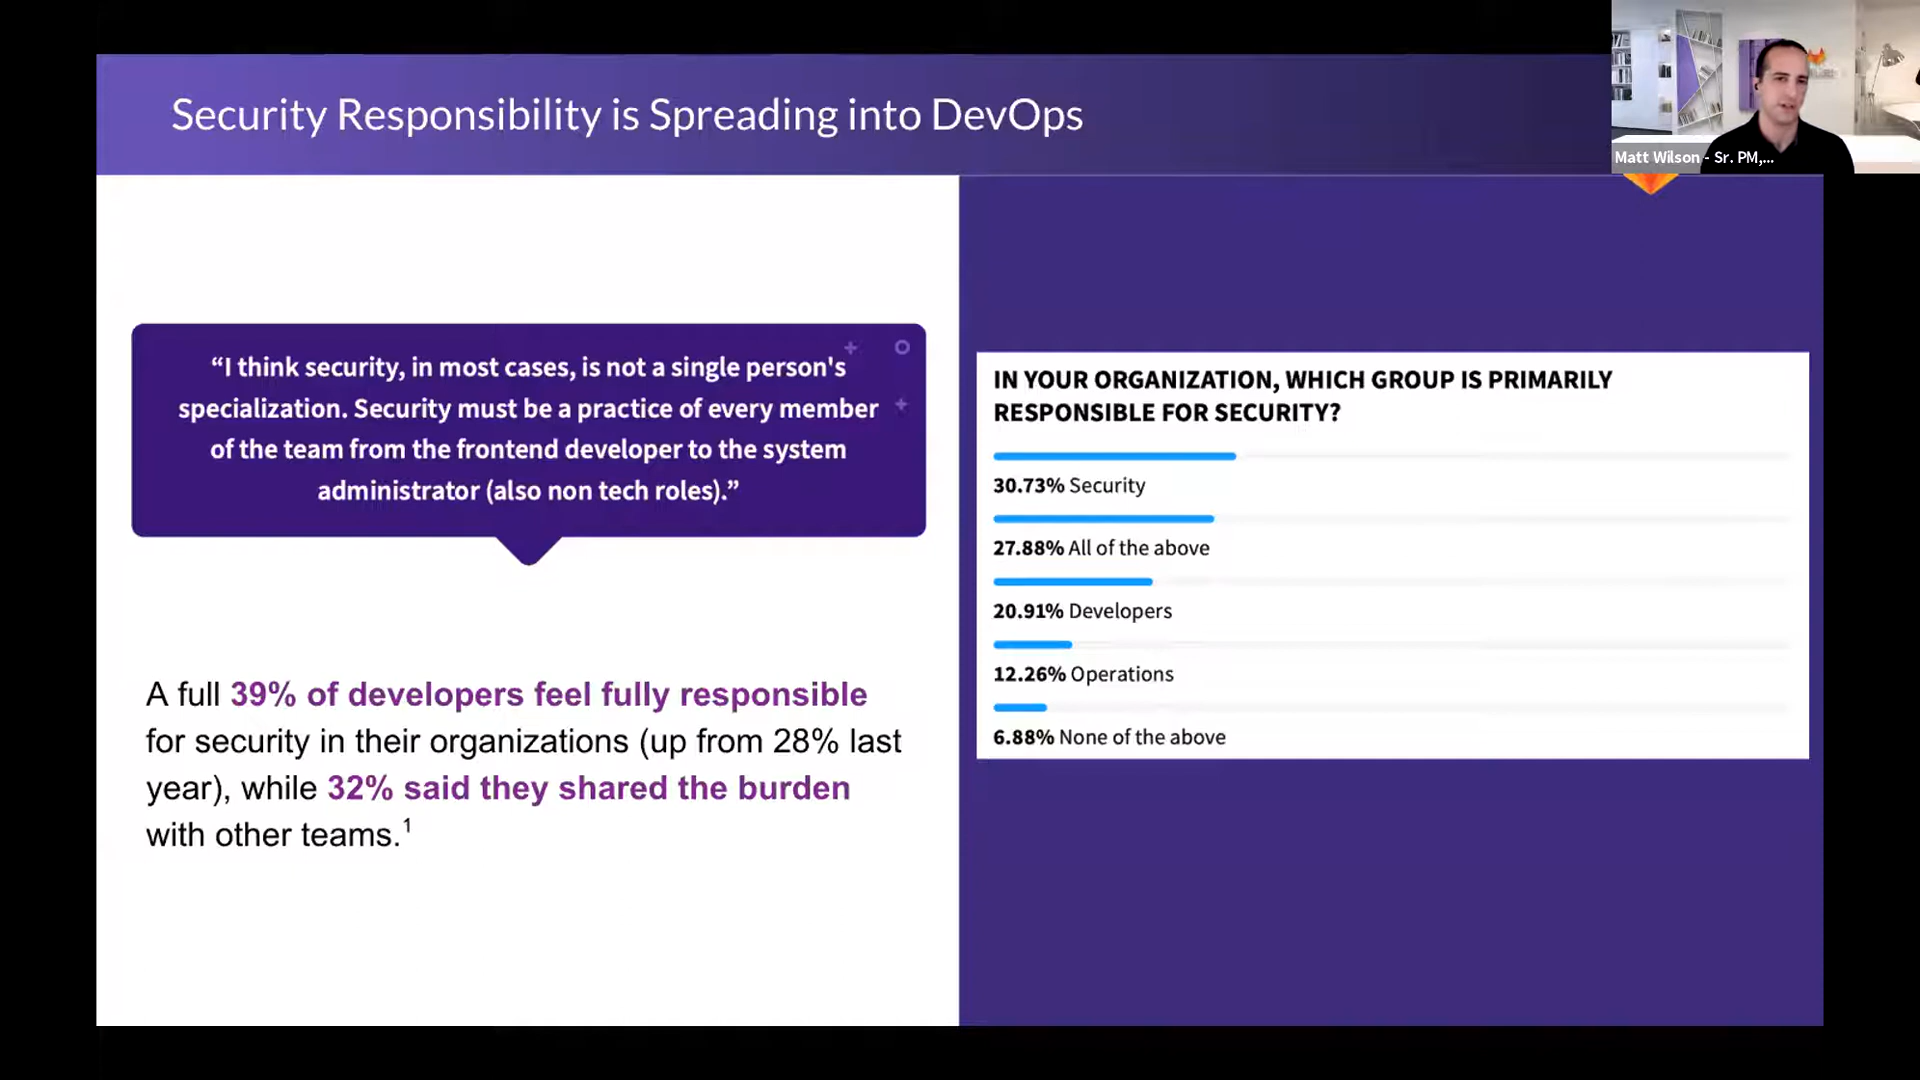 Security Responsibility is Spreading into DevOps
Matt Wilson - Sr. PM,...
“I think security, in most cases, is not a single person's
specialization. Security must be a practice of every member
of the team from the frontend developer to the system
administrator (also non tech roles).”
A full 39% of developers feel fully responsible
for security in their organizations (up from 28% last
year), while 32% said they shared the burden
with other teams.¹
IN YOUR ORGANIZATION, WHICH GROUP IS PRIMARILY
RESPONSIBLE FOR SECURITY?
30.73% Security
27.88% All of the above
20.91% Developers
12.26% Operations
6.88% None of the above